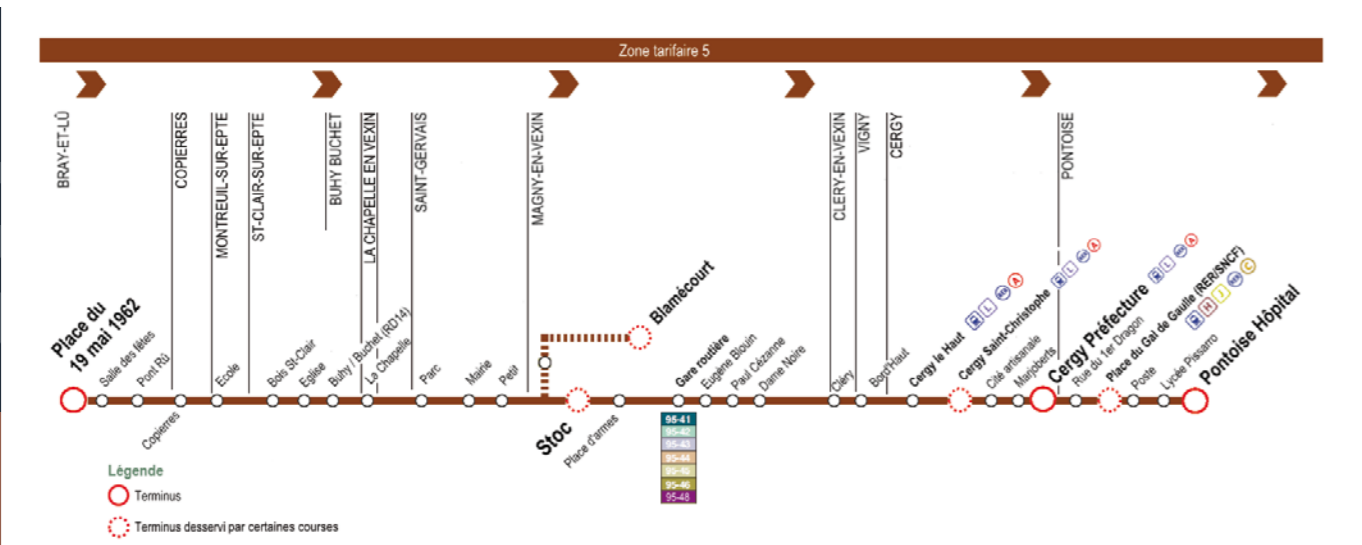 Zone tarifaire 5
BRAY-ET-LÛ
COPIERRES
MONTREUIL-SUR-EPTE
ST-CLAIR-SUR-EPTE
BUHY BUCHET
LA CHAPELLE EN VEXIN
SAINT-GERVAIS
MAGNY-EN-VEXIN
CLERY-EN-VEXIN
VIGNY
CERGY
PONTOISE
Place du
19 mai 1962
Salle des fêtes
Pont Rû
Copierres
Ecole
Bois St-Clair
Eglise
Buhy / Buchel (RD14)
La Chapelle
Parc
Mairie
Petit
Blamécourt
Stoc
Place d'armes
Gare routière
95-41
95-42
95-43
95-44
95-45
95-46
95-48
Eugène Blouin
Paul Cézanne
Dame Noire
Cléry
Bord'Haut
Cergy le Haut L RER A
Cergy Saint-Christophe L RER A
Cité artisanale
Marjoberts
Cergy Préfecture L RER A
Rue du 1er Dragon
Place du Gal de Gaulle (RER/SNCF) H J RER C
Poste
Lycée Pissarro
Pontoise Hôpital
Légende
Terminus
Terminus desservi par certaines courses